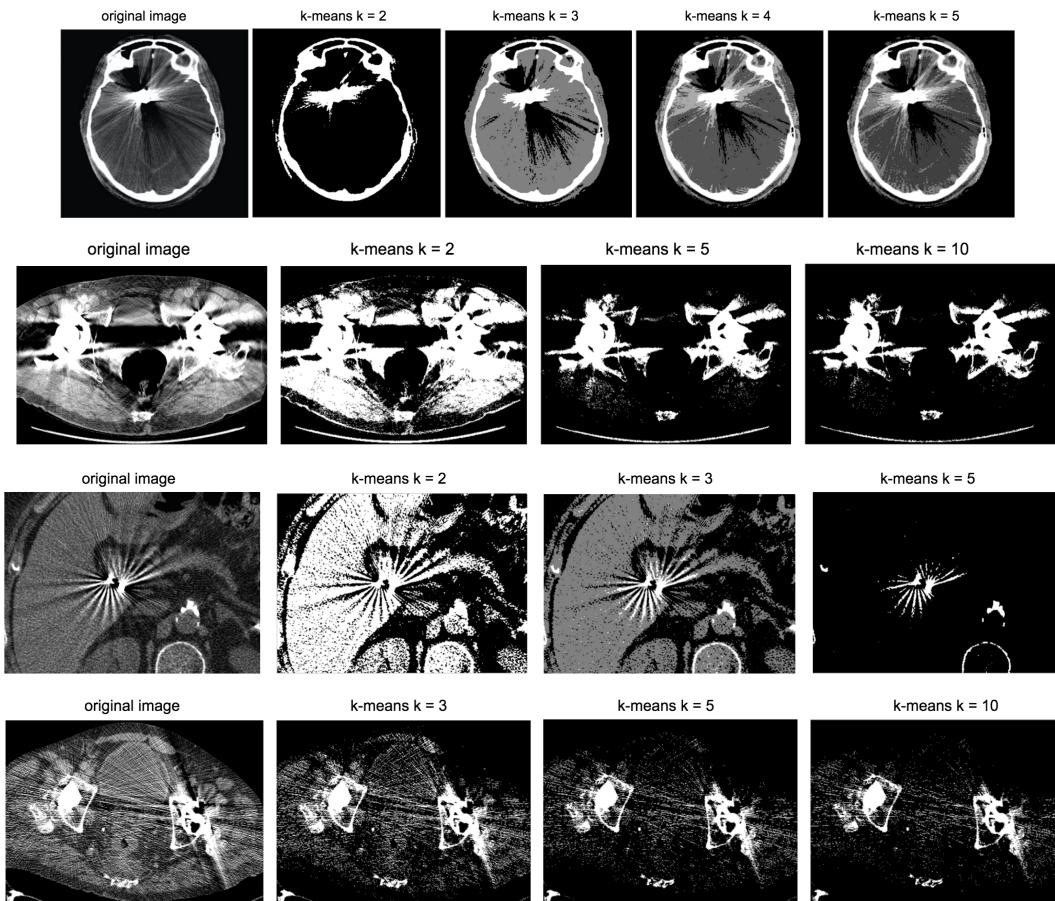 original image
k-means k = 2
k-means k = 3
k-means k = 4
k-means k = 5
original image
k-means k = 2
k-means k = 5
k-means k = 10
original image
k-means k = 2
k-means k = 3
k-means k = 5
original image
k-means k = 3
k-means k = 5
k-means k = 10